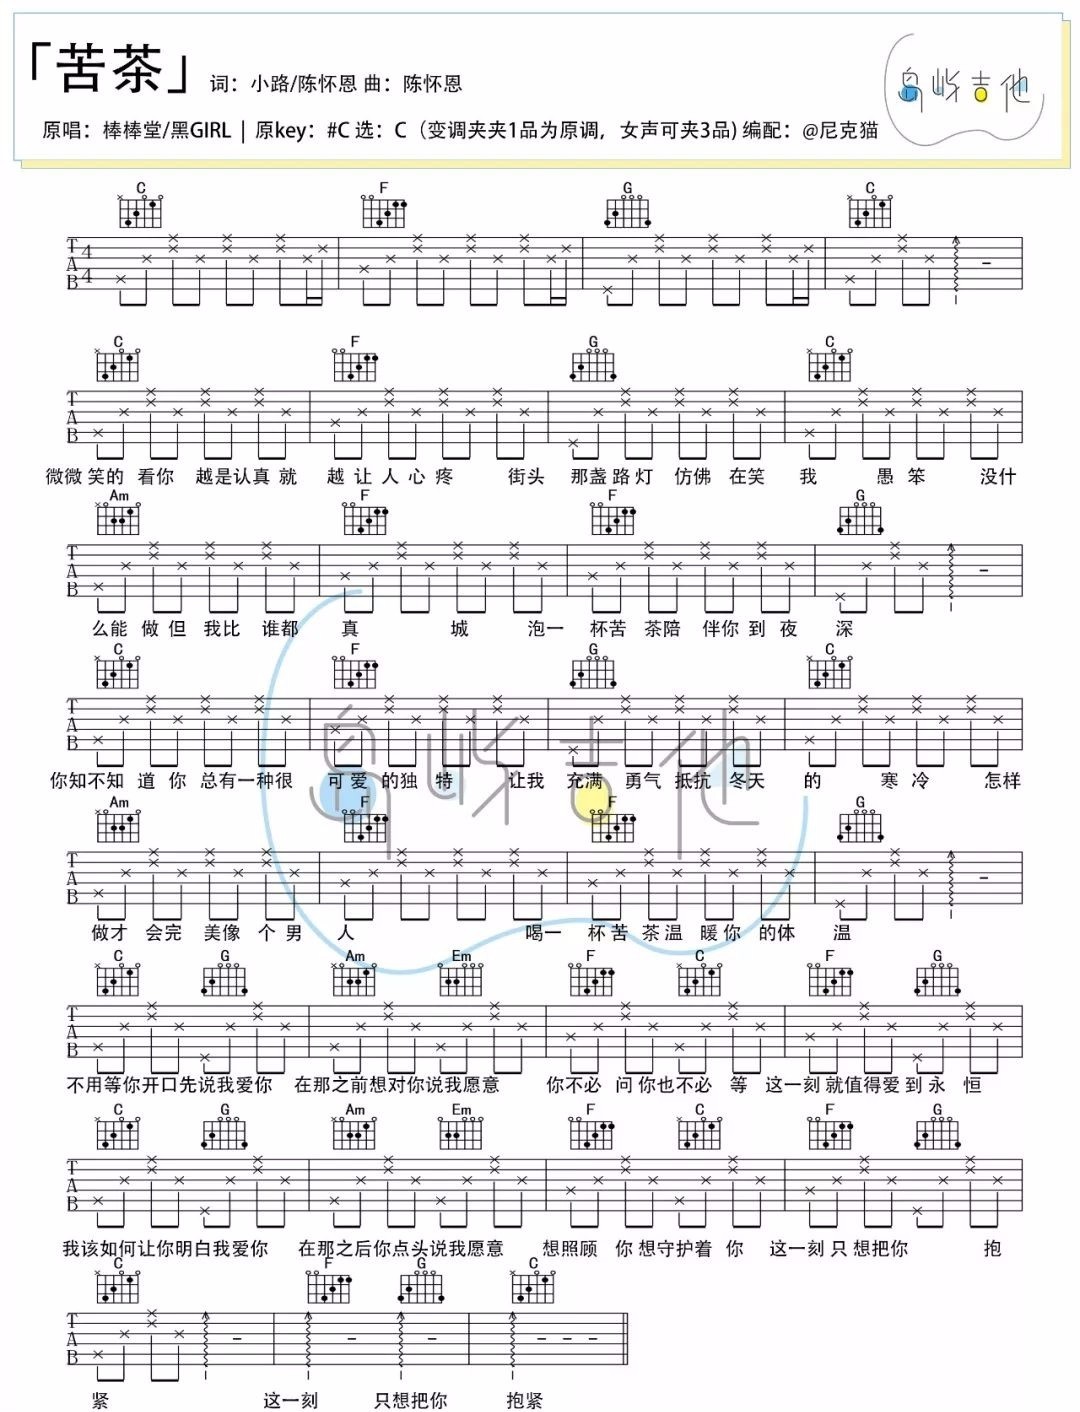 「苦茶」 词：小路/陈怀恩 曲：陈怀恩
原唱：棒棒堂/黑GIRL | 原key：#C 选：C（变调夹夹1品为原调，女声可夹3品) 编配：@尼克猫
岛屿吉他
C F G C
T A B 4 4
C F G C
T A B
微微笑的 看你 越是认真就 越让人心疼 街头 那盏路灯 仿佛 在笑 我 愚笨 没什
Am F F G
T A B
么能 做但 我比 谁都 真 城 泡一 杯苦 茶陪 伴你到夜 深
C F G C
T A B
你知不知 道你 总有一种很 可爱的独特 让我 充满 勇气 抵抗 冬天 的 寒冷 怎样
岛屿吉他
Am F F G
T A B
做才 会完 美像 个男 人 喝一 杯苦 茶温 暖你 的体 温
C G Am Em F C F G
T A B
不用等你开口先说我爱你 在那之前想对你说我愿意 你不必 问你也不必 等 这一刻就值得爱到永恒
C G Am Em F C F G
T A B
我该如何让你明白我爱你 在那之后你点头说我愿意 想照顾 你想守护着你 这一刻只想把你 抱
C F G C
T A B
紧 这一刻 只想把你 抱紧